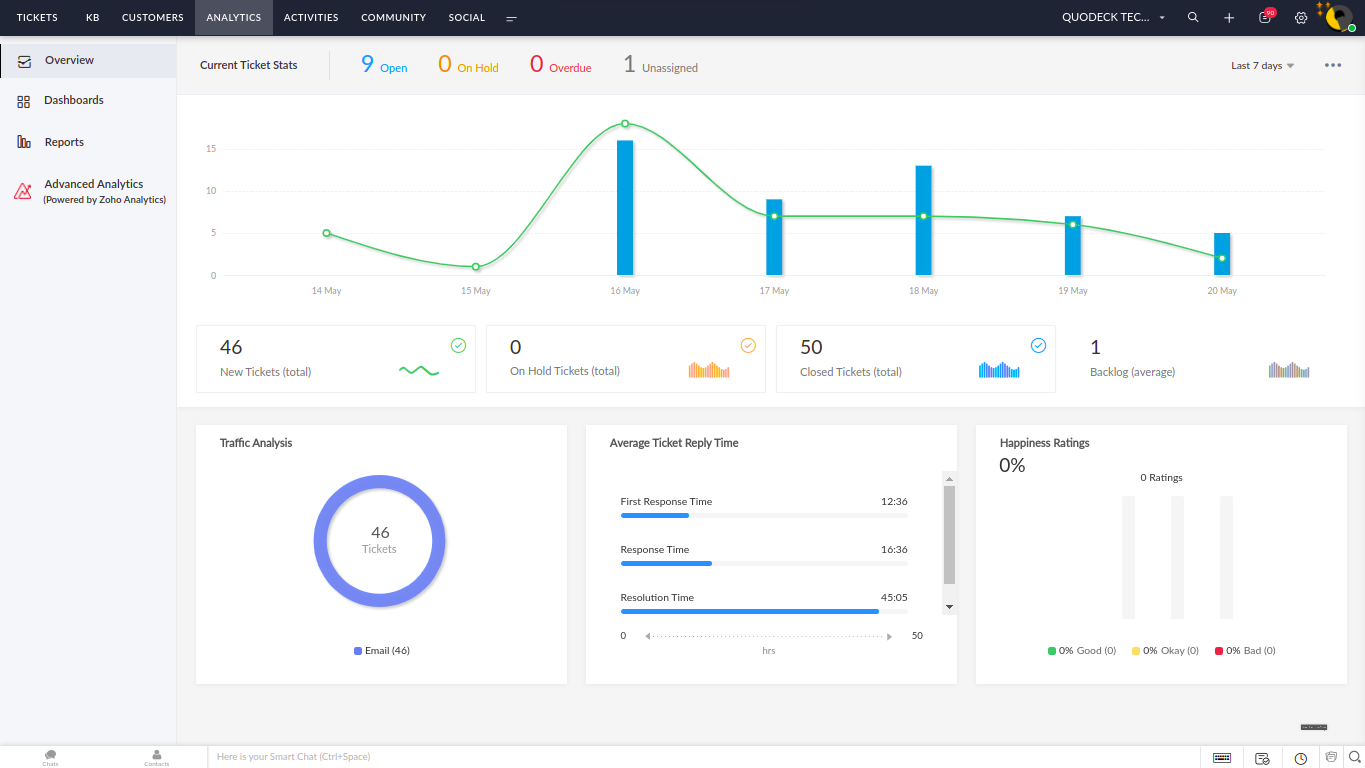 TICKETS KB CUSTOMERS ANALYTICS ACTIVITIES COMMUNITY SOCIAL QUODECK TEC... 90
Overview
Dashboards
Reports
Advanced Analytics
(Powered by Zoho Analytics)
Current Ticket Stats 9 Open 0 On Hold 0 Overdue 1 Unassigned Last 7 days
15
10
5
0
14 May 15 May 16 May 17 May 18 May 19 May 20 May
46
New Tickets (total)
0
On Hold Tickets (total)
50
Closed Tickets (total)
1
Backlog (average)
Traffic Analysis
46
Tickets
Email (46)
Average Ticket Reply Time
First Response Time 12:36
Response Time 16:36
Resolution Time 45:05
0 50
hrs
Happiness Ratings
0%
0 Ratings
0% Good (0) 0% Okay (0) 0% Bad (0)
Chats Contacts Here is your Smart Chat (Ctrl+Space)